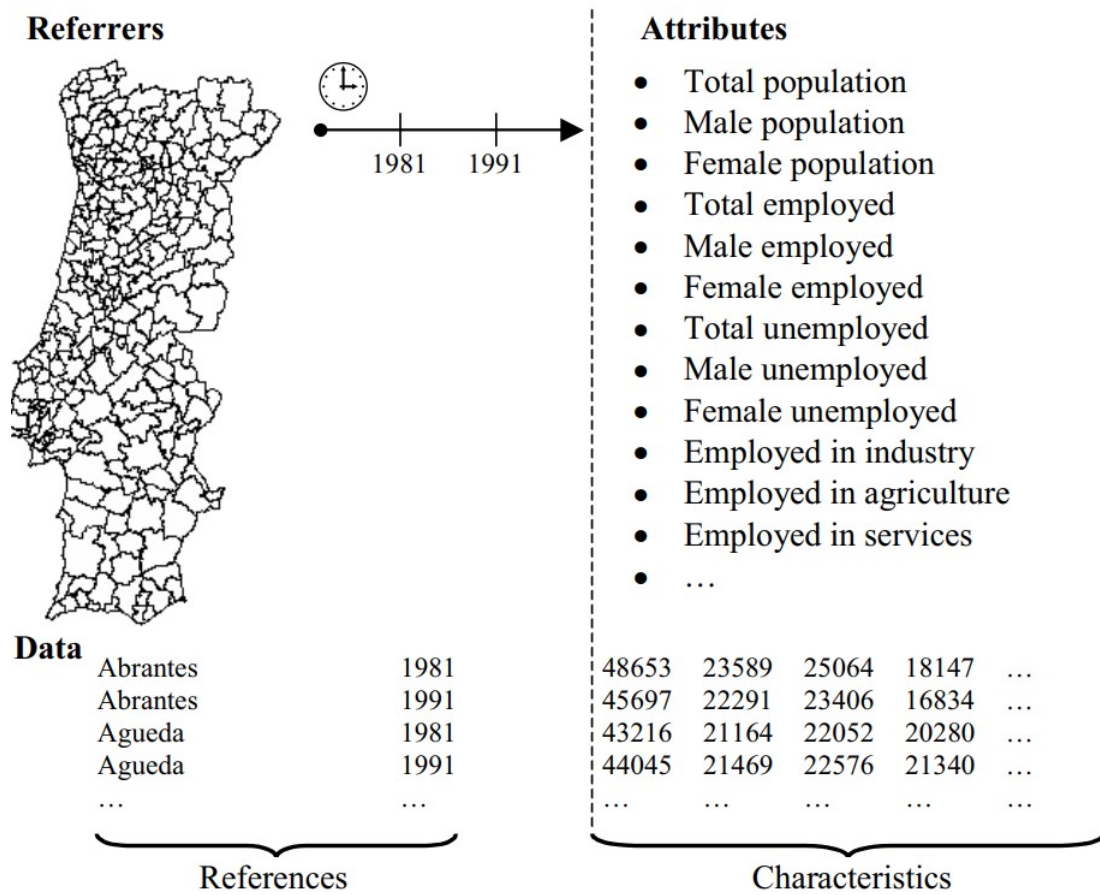 Referrers
1981 1991
Attributes
• Total population
• Male population
• Female population
• Total employed
• Male employed
• Female employed
• Total unemployed
• Male unemployed
• Female unemployed
• Employed in industry
• Employed in agriculture
• Employed in services
• …
Data
Abrantes 1981 48653 23589 25064 18147 …
Abrantes 1991 45697 22291 23406 16834 …
Agueda 1981 43216 21164 22052 20280 …
Agueda 1991 44045 21469 22576 21340 …
… … … … … … …
References Characteristics